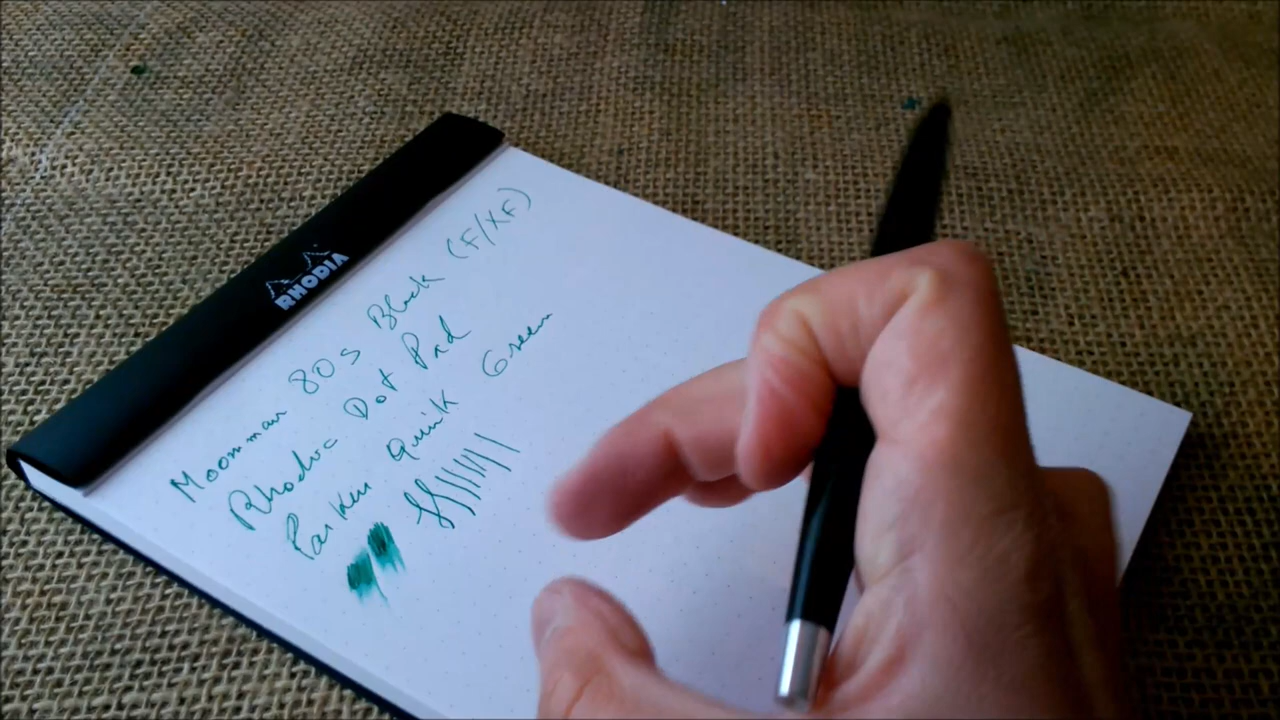 RHODIA
Moonman 80s Black (F/XF)
Rhodia Dot Pad
Parker Quink Green